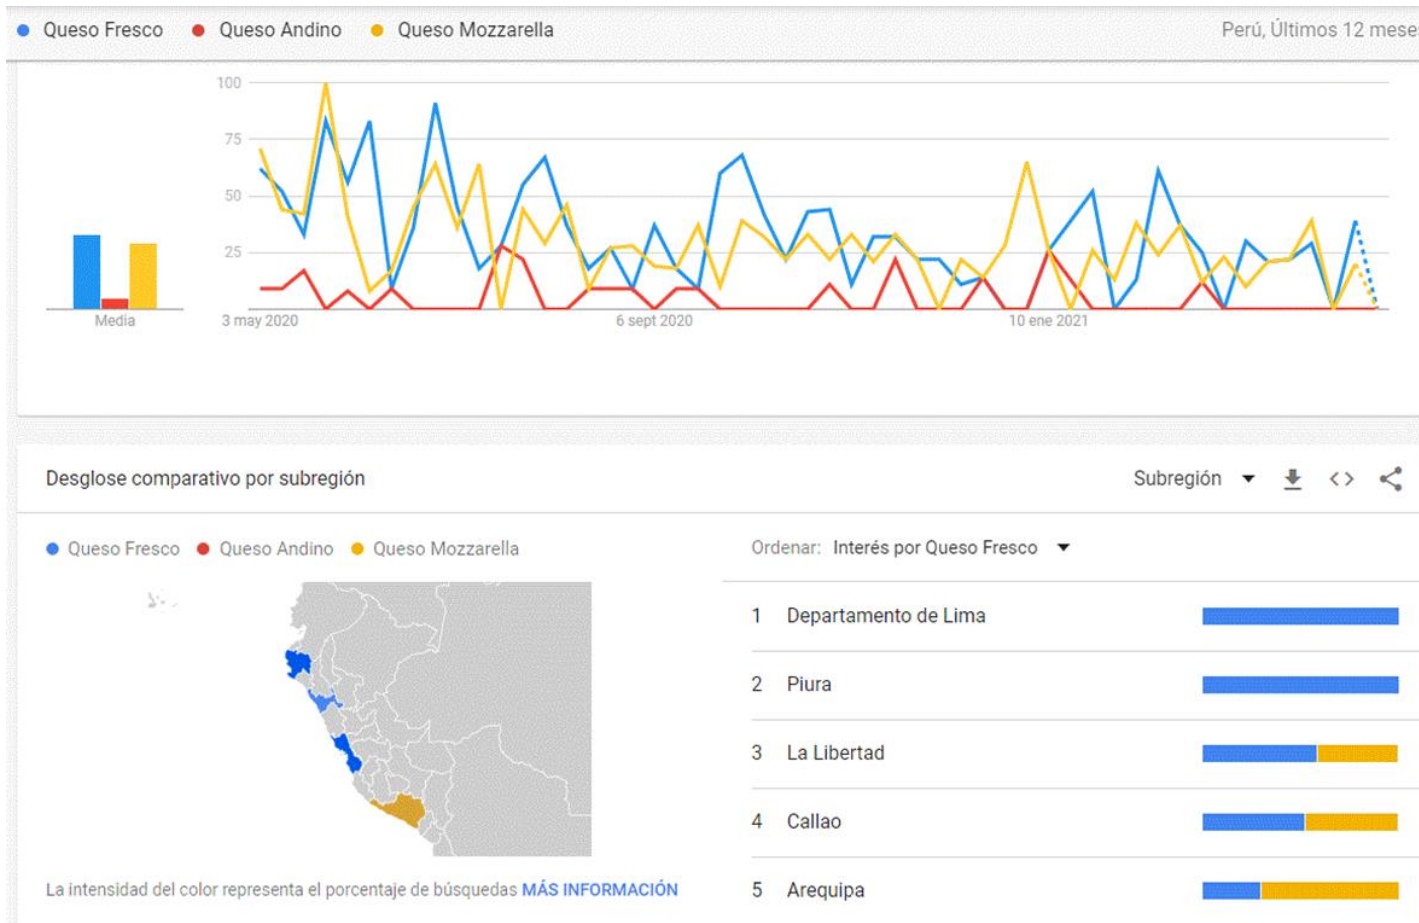 Queso Fresco Queso Andino Queso Mozzarella Perú, Últimos 12 meses
100
75
50
25
Media 3 may 2020 6 sept 2020 10 ene 2021
Desglose comparativo por subregión Subregión
Queso Fresco Queso Andino Queso Mozzarella Ordenar: Interés por Queso Fresco
1 Departamento de Lima
2 Piura
3 La Libertad
4 Callao
5 Arequipa
La intensidad del color representa el porcentaje de búsquedas MÁS INFORMACIÓN